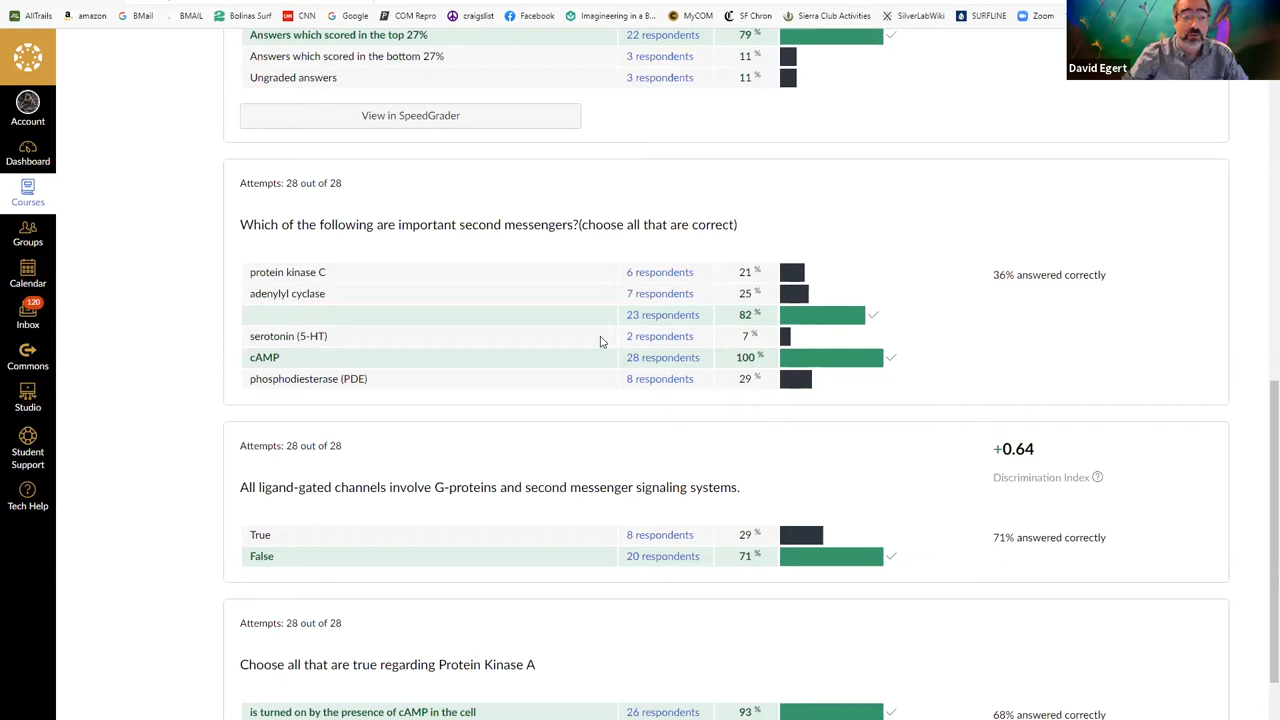 AllTrails amazon BMail BMAIL Bolinas Surf CNN Google COM Repro craigslist Facebook Imagineering in a B... MyCOM SF Chron Sierra Club Activities SilverLabWiki SURFLINE Zoom
David Egert
Account
Dashboard
Courses
Groups
Calendar
120
Inbox
Commons
Studio
Student
Support
Tech Help
Answers which scored in the top 27% 22 respondents 79 %
Answers which scored in the bottom 27% 3 respondents 11 %
Ungraded answers 3 respondents 11 %
View in SpeedGrader
Attempts: 28 out of 28
Which of the following are important second messengers?(choose all that are correct)
protein kinase C 6 respondents 21 % 36% answered correctly
adenylyl cyclase 7 respondents 25 %
23 respondents 82 %
serotonin (5-HT) 2 respondents 7 %
cAMP 28 respondents 100 %
phosphodiesterase (PDE) 8 respondents 29 %
Attempts: 28 out of 28
+0.64
Discrimination Index ?
All ligand-gated channels involve G-proteins and second messenger signaling systems.
True 8 respondents 29 % 71% answered correctly
False 20 respondents 71 %
Attempts: 28 out of 28
Choose all that are true regarding Protein Kinase A
is turned on by the presence of cAMP in the cell 26 respondents 93 % 68% answered correctly